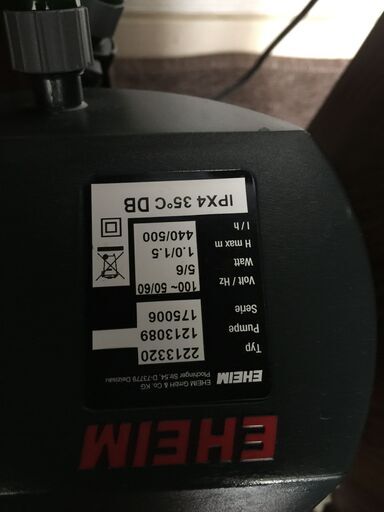 EHEIM
EHEIM
EHEIM GmbH & Co. KG
Plochinger Str.54, D-73779 Deizisau
Typ 2213320
Pumpe 1213089
Serie 175006
Volt / Hz 100~ 50/60
Watt 5/6
H max m 1.0/1.5
l / h 440/500
IPX4 35°C DB